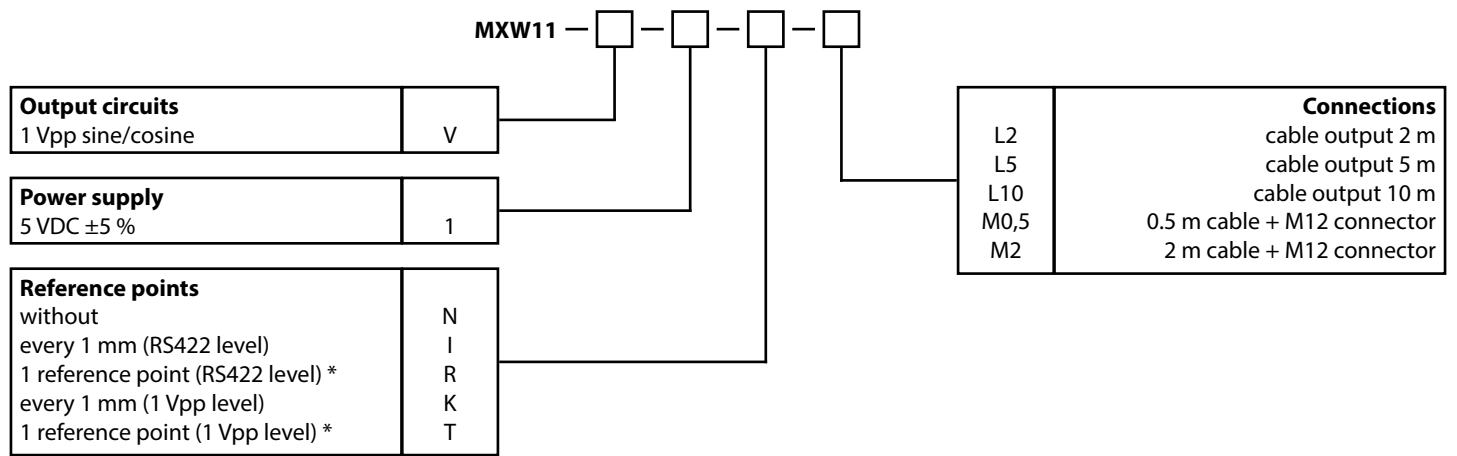 MXW11 — — — —
Output circuits
1 Vpp sine/cosine V
Power supply
5 VDC ±5 % 1
Reference points
without N
every 1 mm (RS422 level) I
1 reference point (RS422 level) * R
every 1 mm (1 Vpp level) K
1 reference point (1 Vpp level) * T
Connections
L2 cable output 2 m
L5 cable output 5 m
L10 cable output 10 m
M0,5 0.5 m cable + M12 connector
M2 2 m cable + M12 connector